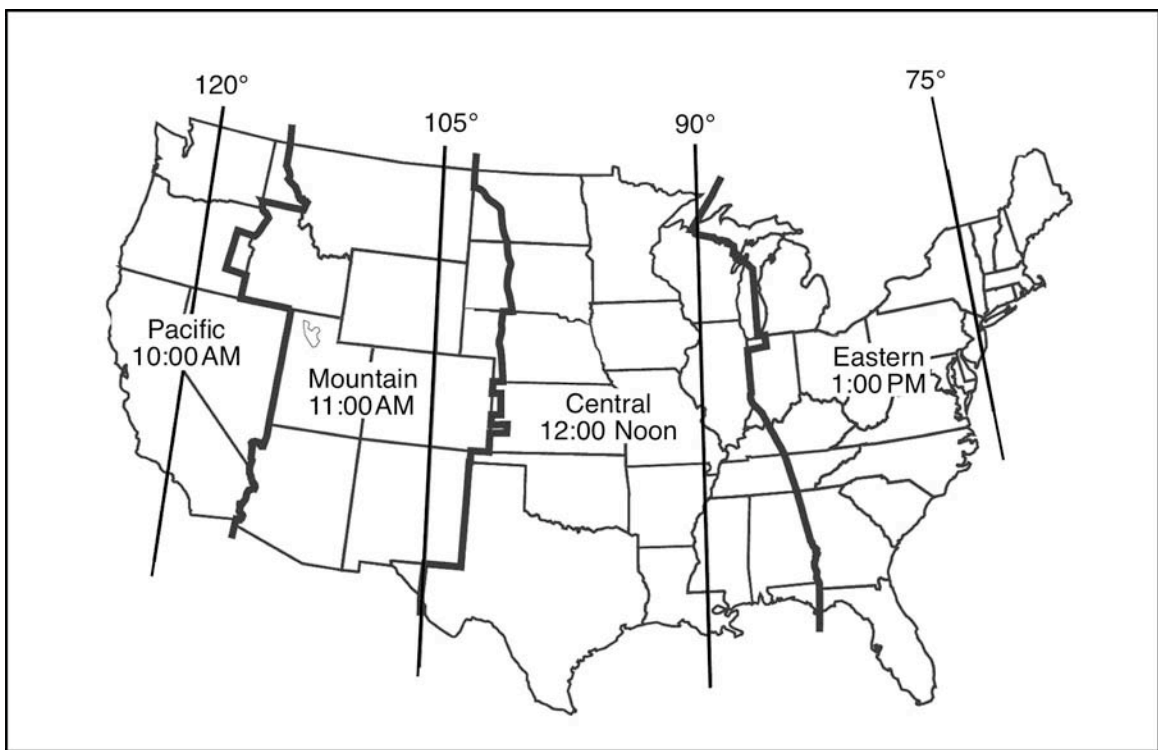 120°
105°
90°
75°
Pacific
10:00 AM
Mountain
11:00 AM
Central
12:00 Noon
Eastern
1:00 PM